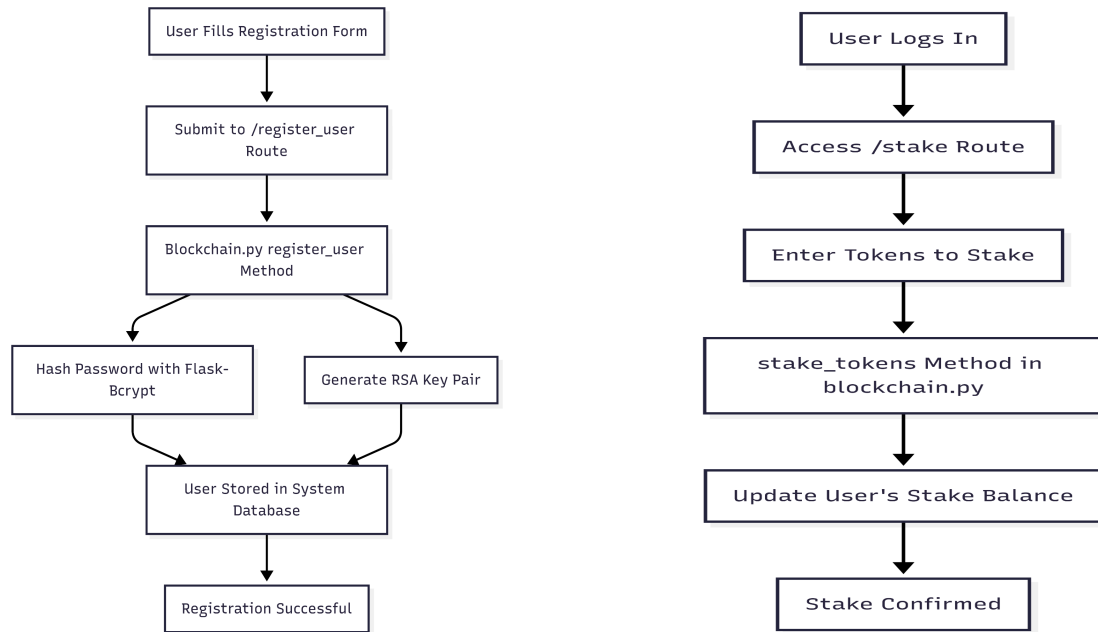 User Fills Registration Form
Submit to /register_user
Route
Blockchain.py register_user
Method
Hash Password with Flask-
Bcrypt
Generate RSA Key Pair
User Stored in System
Database
Registration Successful
User Logs In
Access /stake Route
Enter Tokens to Stake
stake_tokens Method in
blockchain.py
Update User's Stake Balance
Stake Confirmed